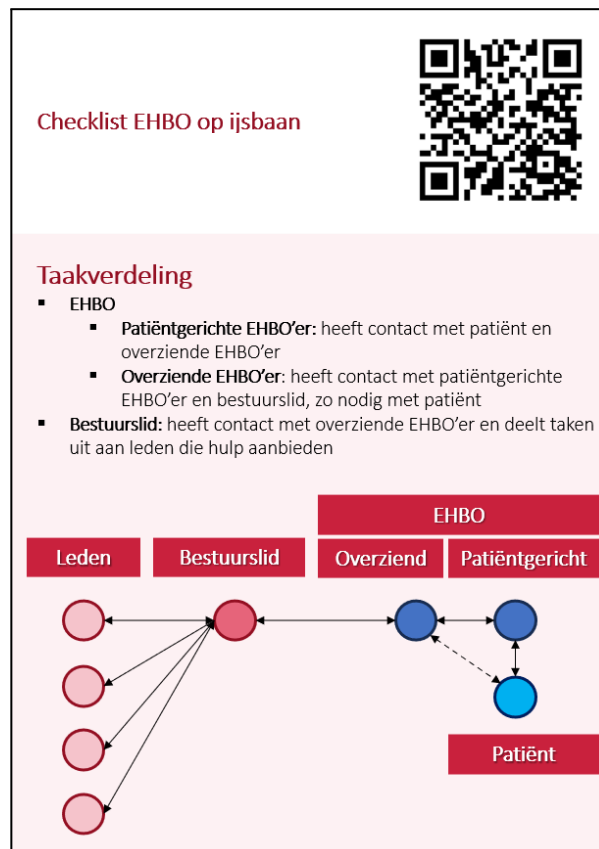 Checklist EHBO op ijsbaan
Taakverdeling
▪ EHBO
▪ Patiëntgerichte EHBO’er: heeft contact met patiënt en
overziende EHBO’er
▪ Overziende EHBO’er: heeft contact met patiëntgerichte
EHBO’er en bestuurslid, zo nodig met patiënt
▪ Bestuurslid: heeft contact met overziende EHBO’er en deelt taken
uit aan leden die hulp aanbieden
EHBO
Leden Bestuurslid Overziend Patiëntgericht
Patiënt